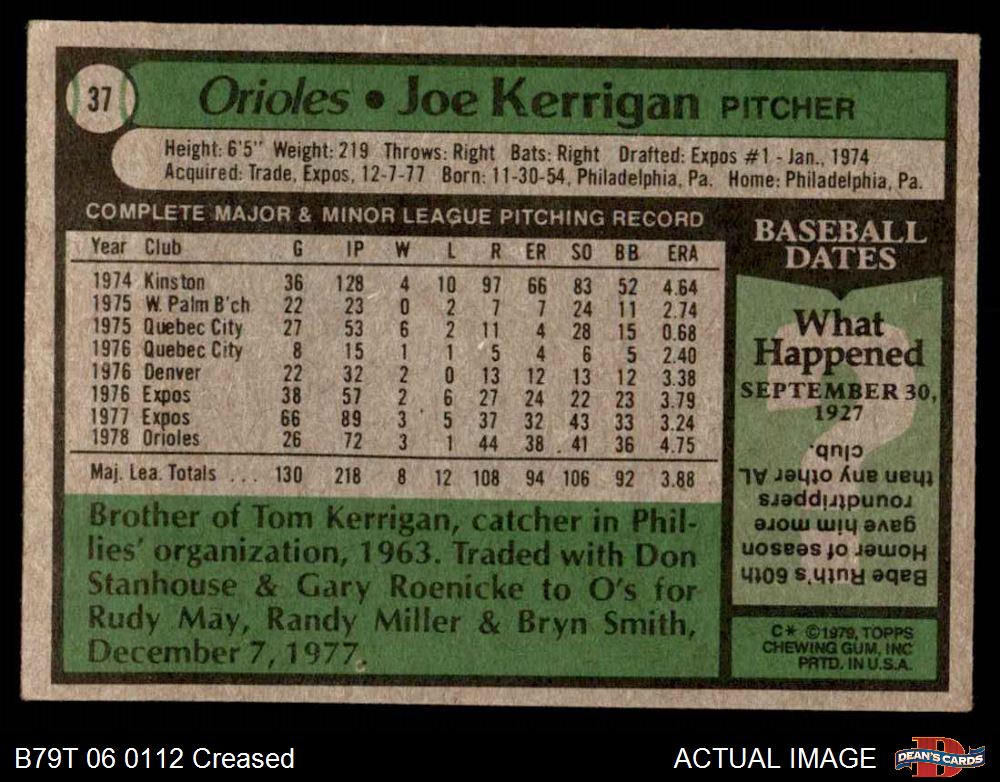 37
Orioles • Joe Kerrigan PITCHER
Height: 6'5" Weight: 219 Throws: Right Bats: Right Drafted: Expos #1 - Jan., 1974
Acquired: Trade, Expos, 12-7-77 Born: 11-30-54, Philadelphia, Pa. Home: Philadelphia, Pa.
COMPLETE MAJOR & MINOR LEAGUE PITCHING RECORD
Year Club G IP W L R ER SO BB ERA
1974 Kinston 36 128 4 10 97 66 83 52 4.64
1975 W. Palm B'ch 22 23 0 2 7 7 24 11 2.74
1975 Quebec City 27 53 6 2 11 4 28 15 0.68
1976 Quebec City 8 15 1 1 5 4 6 5 2.40
1976 Denver 22 32 2 0 13 12 13 12 3.38
1976 Expos 38 57 2 6 27 24 22 23 3.79
1977 Expos 66 89 3 5 37 32 43 33 3.24
1978 Orioles 26 72 3 1 44 38 41 36 4.75
Maj. Lea. Totals ... 130 218 8 12 108 94 106 92 3.88
Brother of Tom Kerrigan, catcher in Phil-
lies' organization, 1963. Traded with Don
Stanhouse & Gary Roenicke to O's for
Rudy May, Randy Miller & Bryn Smith,
December 7, 1977.
BASEBALL
DATES
What
Happened
SEPTEMBER 30,
1927
Babe Ruth's 60th
Homer of season
gave him more
roundtrippers
than any other AL
club.
C* ©1979, TOPPS
CHEWING GUM, INC
PRTD. IN U.S.A.
B79T 06 0112 Creased
ACTUAL IMAGE
D
DEAN'S CARDS